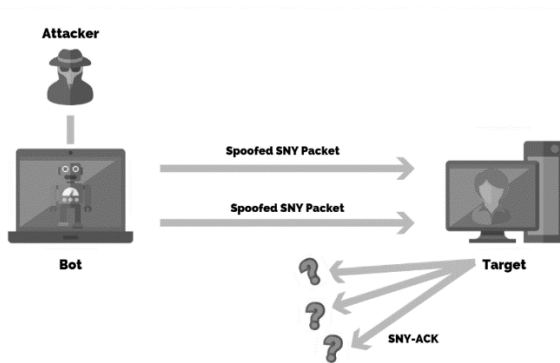 Attacker
Spoofed SNY Packet
Spoofed SNY Packet
Bot
Target
SNY-ACK